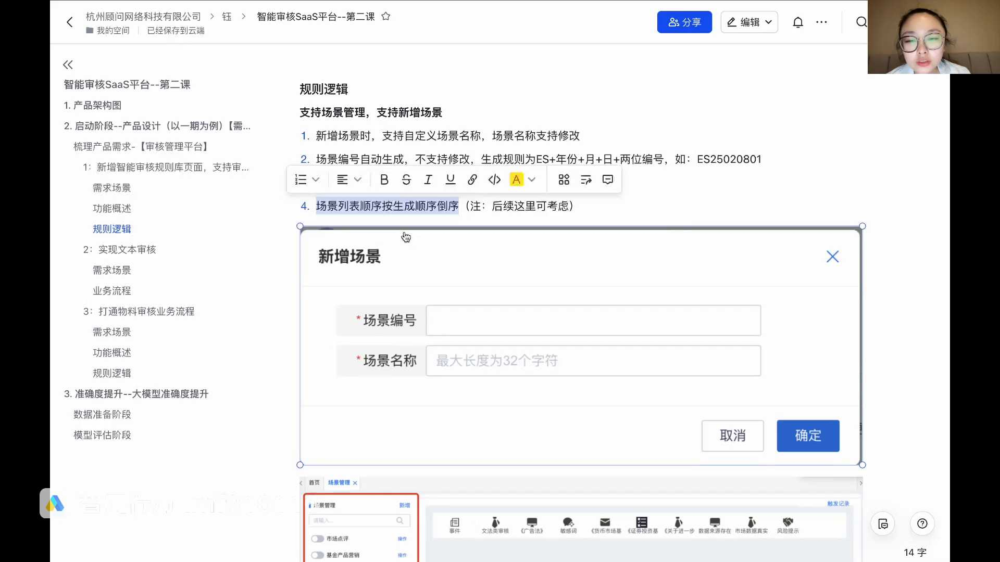 杭州顾问网络科技有限公司 > 钰 > 智能审核SaaS平台--第二课
我的空间 | 已经保存到云端
分享
编辑
智能审核SaaS平台--第二课
1. 产品架构图
2. 启动阶段--产品设计（以一期为例）【需...
梳理产品需求-【审核管理平台】
1：新增智能审核规则库页面，支持审...
需求场景
功能概述
规则逻辑
2：实现文本审核
需求场景
业务流程
3：打通物料审核业务流程
需求场景
功能概述
规则逻辑
3. 准确度提升--大模型准确度提升
数据准备阶段
模型评估阶段
规则逻辑
支持场景管理，支持新增场景
1. 新增场景时，支持自定义场景名称，场景名称支持修改
2. 场景编号自动生成，不支持修改，生成规则为ES+年份+月+日+两位编号，如：ES25020801
4. 场景列表顺序按生成顺序倒序（注：后续这里可考虑）
新增场景
*场景编号
*场景名称 最大长度为32个字符
取消 确定
首页 场景管理
场景管理 新增
请输入...
市场点评 操作
基金产品营销 操作
触发记录
事件 文法类审核 《广告法》 敏感词 《货币市场基 《证券投资基 《关于进一步 数据来源存在 市场数据真实 风险提示
14 字